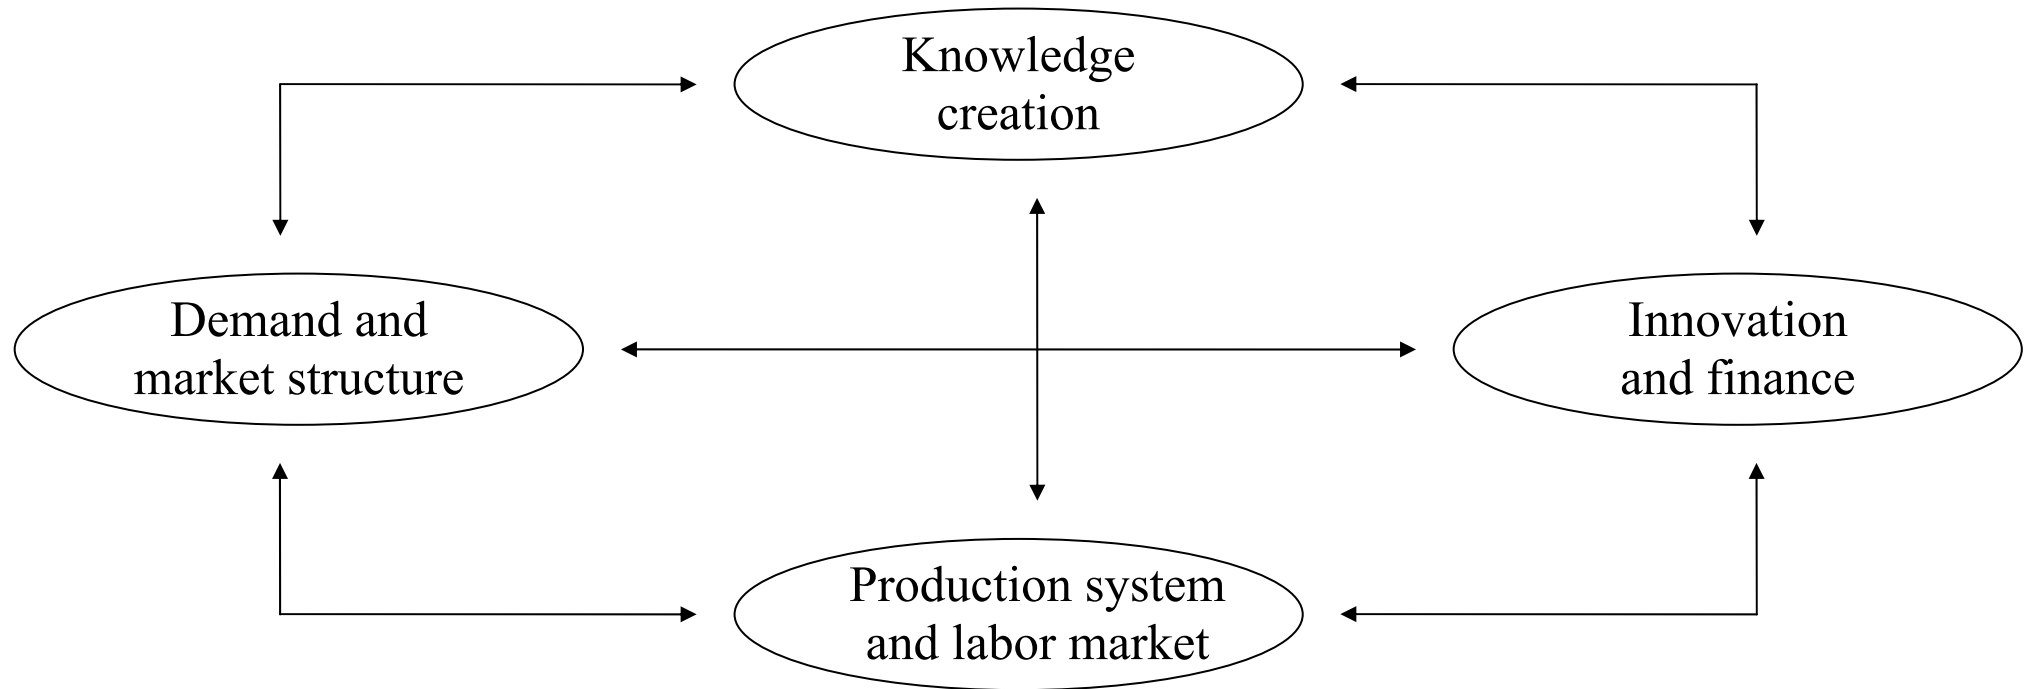 Knowledge
creation
Demand and
market structure
Innovation
and finance
Production system
and labor market